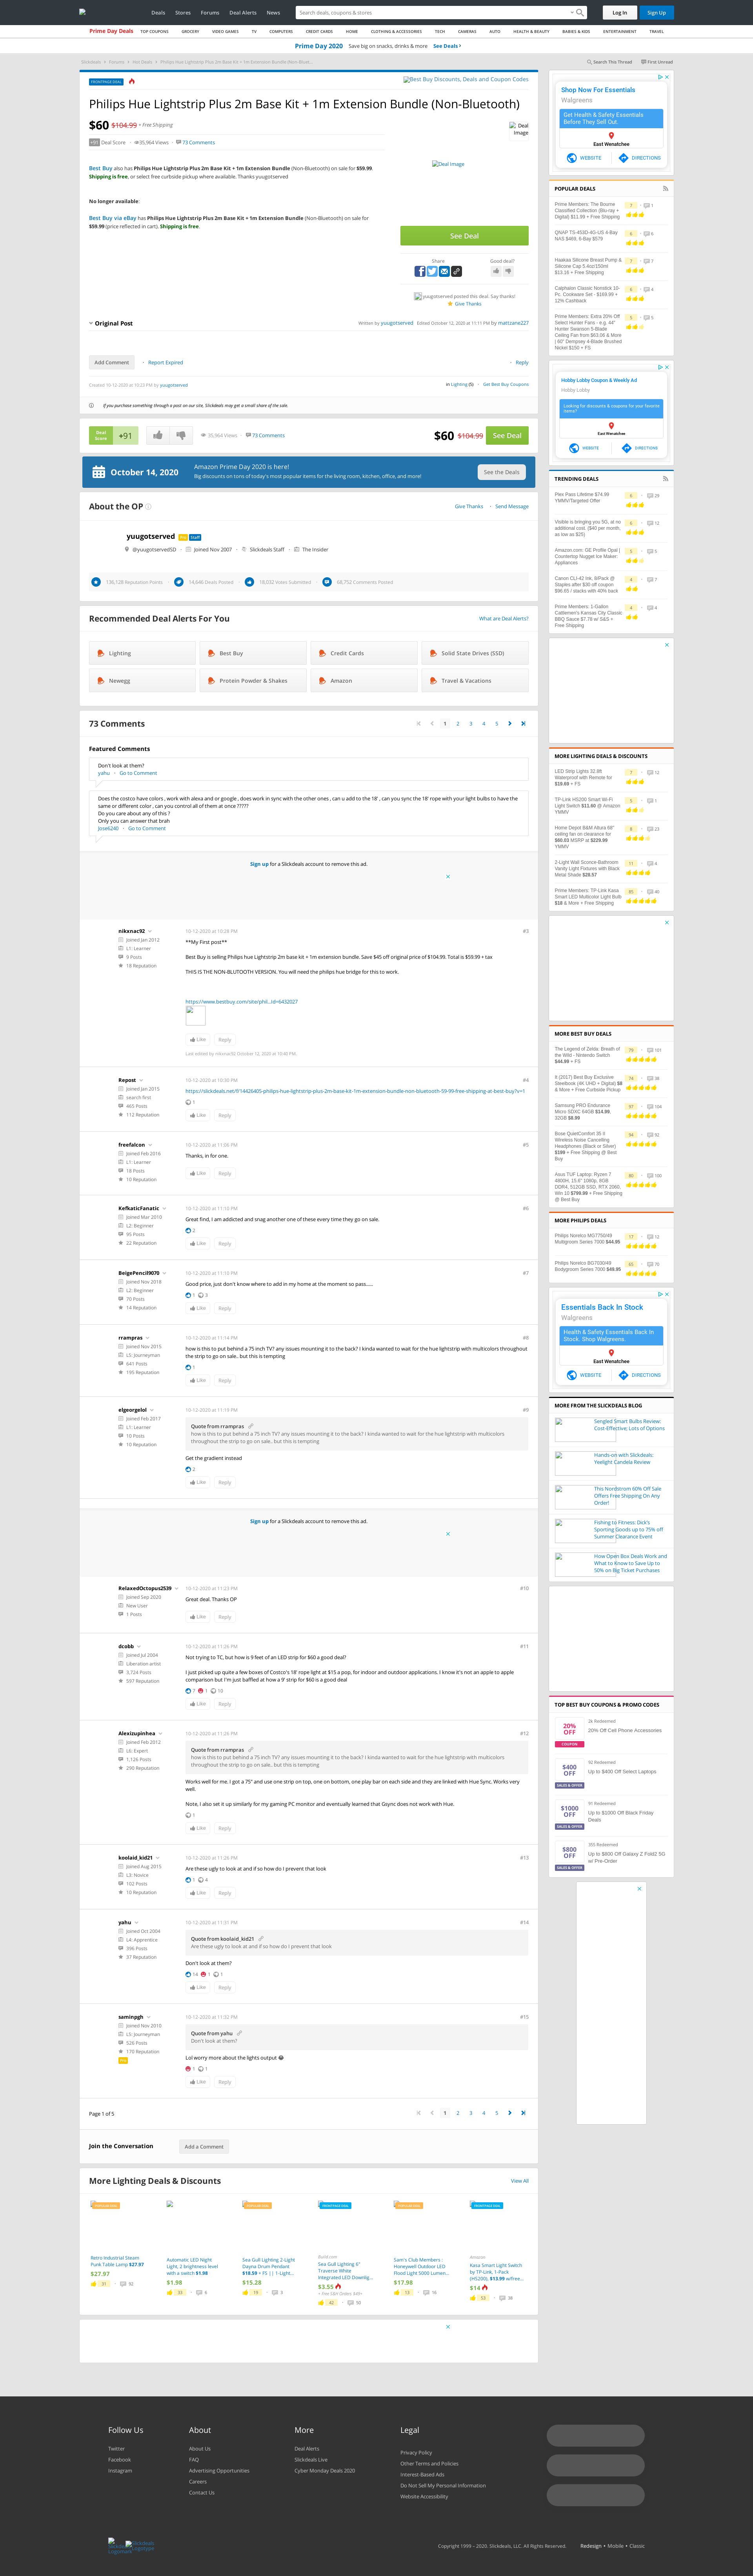 Deals Stores Forums Deal Alerts News
Search deals, coupons & stores
Log In
Sign Up
Prime Day Deals TOP COUPONS GROCERY VIDEO GAMES TV COMPUTERS CREDIT CARDS HOME CLOTHING & ACCESSORIES TECH CAMERAS AUTO HEALTH & BEAUTY BABIES & KIDS ENTERTAINMENT TRAVEL
Prime Day 2020 Save big on snacks, drinks & more See Deals
Slickdeals Forums Hot Deals Philips Hue Lightstrip Plus 2m Base Kit + 1m Extension Bundle (Non-Bluet...
Search This Thread First Unread
FRONTPAGE DEAL
Best Buy Discounts, Deals and Coupon Codes
Philips Hue Lightstrip Plus 2m Base Kit + 1m Extension Bundle (Non-Bluetooth)
$60 $104.99 + Free Shipping
Deal Image
+91 Deal Score 35,964 Views 73 Comments
Deal Image
Best Buy also has Philips Hue Lightstrip Plus 2m Base Kit + 1m Extension Bundle (Non-Bluetooth) on sale for $59.99.
Shipping is free, or select free curbside pickup where available. Thanks yuugotserved
No longer available:
Best Buy via eBay has Philips Hue Lightstrip Plus 2m Base Kit + 1m Extension Bundle (Non-Bluetooth) on sale for
$59.99 (price reflected in cart). Shipping is free.
See Deal
Share
Good deal?
yuugotserved posted this deal. Say thanks!
Give Thanks
Original Post
Written by yuugotserved Edited October 12, 2020 at 11:11 PM by mattzane227
Add Comment
Report Expired
Reply
Created 10-12-2020 at 10:23 PM by yuugotserved
in Lighting (5) Get Best Buy Coupons
If you purchase something through a post on our site, Slickdeals may get a small share of the sale.
Deal Score +91
35,964 Views 73 Comments
$60 $104.99 See Deal
October 14, 2020
Amazon Prime Day 2020 is here!
Big discounts on tons of today's most popular items for the living room, kitchen, office, and more!
See the Deals
About the OP
Give Thanks Send Message
yuugotserved Pro Staff
@yuugotservedSD Joined Nov 2007 Slickdeals Staff The Insider
136,128 Reputation Points 14,646 Deals Posted 18,032 Votes Submitted 68,752 Comments Posted
Recommended Deal Alerts For You
What are Deal Alerts?
Lighting
Best Buy
Credit Cards
Solid State Drives (SSD)
Newegg
Protein Powder & Shakes
Amazon
Travel & Vacations
73 Comments
1 2 3 4 5
Featured Comments
Don't look at them?
yahu Go to Comment
Does the costco have colors , work with alexa and or google , does work in sync with the other ones , can u add to the 18' , can you sync the 18' rope with your light bulbs to have the
same or different color , can you control all of them at once ?????
Do you care about any of this ?
Only you can answer that brah
Jose6240 Go to Comment
Sign up for a Slickdeals account to remove this ad.
nikxnac92
Joined Jan 2012
L1: Learner
9 Posts
18 Reputation
10-12-2020 at 10:28 PM
#3
**My First post**
Best Buy is selling Philips hue Lightstrip 2m base kit + 1m extension bundle. Save $45 off original price of $104.99. Total is $59.99 + tax
THIS IS THE NON-BLUTOOTH VERSION. You will need the philips hue bridge for this to work.
https://www.bestbuy.com/site/phil...Id=6432027
Like Reply
Last edited by nikxnac92 October 12, 2020 at 10:46 PM.
Repost
Joined Jan 2015
search first
465 Posts
112 Reputation
10-12-2020 at 10:30 PM
#4
https://slickdeals.net/f/14426405-philips-hue-lightstrip-plus-2m-base-kit-1m-extension-bundle-non-bluetooth-59-99-free-shipping-at-best-buy?v=1
1
Like Reply
freefalcon
Joined Feb 2016
L1: Learner
18 Posts
10 Reputation
10-12-2020 at 11:06 PM
#5
Thanks, in for one.
Like Reply
KefkaticFanatic
Joined Mar 2019
L2: Beginner
95 Posts
22 Reputation
10-12-2020 at 11:10 PM
#6
Great find, I am addicted and snag another one of these every time they go on sale.
2
Like Reply
BeigePencil9070
Joined Nov 2018
L2: Beginner
70 Posts
14 Reputation
10-12-2020 at 11:10 PM
#7
Good price, just don't know where to add in my home at the moment so pass......
1 3
Like Reply
rrampras
Joined Nov 2015
L5: Journeyman
641 Posts
195 Reputation
10-12-2020 at 11:14 PM
#8
how is this to put behind a 75 inch TV? any issues mounting it to the back? I kinda wanted to wait for the hue lightstrip with multicolors throughout
the strip to go on sale.. but this is tempting
1
Like Reply
elgeorgelol
Joined Feb 2017
L1: Learner
10 Posts
10 Reputation
10-12-2020 at 11:19 PM
#9
Quote from rrampras
how is this to put behind a 75 inch TV? any issues mounting it to the back? I kinda wanted to wait for the hue lightstrip with multicolors
throughout the strip to go on sale.. but this is tempting
Get the gradient instead
2
Like Reply
Sign up for a Slickdeals account to remove this ad.
RelaxedOctopus2539
Joined Sep 2020
New User
1 Posts
10-12-2020 at 11:23 PM
#10
Great deal. Thanks OP
Like Reply
dcobb
Joined Jul 2004
Liberation artist
3,724 Posts
597 Reputation
10-12-2020 at 11:26 PM
#11
Not trying to TC, but how is 9 feet of an LED strip for $60 a good deal?
I just picked up quite a few boxes of Costco's 18' rope light at $15 a pop, for indoor and outdoor applications. I know it's not an apple to apple
comparison but I'm just baffled at how a 9' strip for $60 is a good deal
7 1 10
Like Reply
Alexizupinhea
Joined Feb 2012
L6: Expert
1,126 Posts
290 Reputation
10-12-2020 at 11:26 PM
#12
Quote from rrampras
how is this to put behind a 75 inch TV? any issues mounting it to the back? I kinda wanted to wait for the hue lightstrip with multicolors
throughout the strip to go on sale.. but this is tempting
Works well for me. I got a 75" and use one strip on top, one on bottom, one play bar on each side and they are linked with Hue Sync. Works very
well.
Note, I also set it up similarly for my gaming PC monitor and eventually learned that Gsync does not work with Hue.
1
Like Reply
koolaid_kid21
Joined Aug 2015
L3: Novice
102 Posts
10 Reputation
10-12-2020 at 11:26 PM
#13
Are these ugly to look at and if so how do I prevent that look
1 4
Like Reply
yahu
Joined Oct 2004
L4: Apprentice
306 Posts
37 Reputation
10-12-2020 at 11:31 PM
#14
Quote from koolaid_kid21
Are these ugly to look at and if so how do I prevent that look
Don't look at them?
14 1 1
Like Reply
saminpgh
Joined Nov 2010
L5: Journeyman
526 Posts
170 Reputation
Pro
10-12-2020 at 11:32 PM
#15
Quote from yahu
Don't look at them?
Lol worry more about the lights output
1 1
Like Reply
Page 1 of 5
1 2 3 4 5
Join the Conversation
Add a Comment
More Lighting Deals & Discounts
View All
Retro Industrial Steam Punk Table Lamp $27.97
$27.97
31 92
Automatic LED Night Light, 2 brightness level with a switch $1.98
$1.98
32 6
Sea Gull Lighting 2-Light Dayna Drum Pendant $18.59 + FS || 1-Light...
$15.28
19 3
FRONTPAGE DEAL
Build.com
Sea Gull Lighting 6" Traverse White Integrated LED Downlig...
$3.55
+ Free S&H Orders $49+
42 50
Sam's Club Members - Honeywell Outdoor LED Flood Light 5000 Lumen...
$17.98
13 16
FRONTPAGE DEAL
Amazon
Kasa Smart Light Switch by TP-Link, 1-Pack (HS200), $13.99 w/free...
$14
52 38
Shop Now For Essentials
Walgreens
Get Health & Safety Essentials Before They Sell Out.
East Wenatchee
WEBSITE DIRECTIONS
POPULAR DEALS
Prime Members: The Bourne Classified Collection (Blu-ray + Digital) $11.99 + Free Shipping
QNAP TS-453D-4G-US 4-Bay NAS $469, 6-Bay $579
Haakaa Silicone Breast Pump & Silicone Cap 5.4oz/150ml $13.16 + Free Shipping
Calphalon Classic Nonstick 10-Pc. Cookware Set - $169.99 + 12% Cashback
Prime Members: Extra 20% Off Select Hunter Fans - e.g. 44" Hunter Swanson 5-Blade Ceiling Fan from $63.06 & More | 60" Dempsey 4-Blade Brushed Nickel $150 + FS
Hobby Lobby Coupon & Weekly Ad
Hobby Lobby
Looking for discounts & coupons for your favorite items?
East Wenatchee
WEBSITE DIRECTIONS
TRENDING DEALS
Plex Pass Lifetime $74.99 YMMV/Targeted Offer
Visible is bringing you 5G, at no additional cost. ($40 per month, as low as $25)
Amazon.com: GE Profile Opal | Countertop Nugget Ice Maker: Appliances
Canon CLI-42 Ink, 8/Pack @ Staples after $30 off coupon $96.65 / stacks with 40% back
Prime Members: 1-Gallon Cattlemen's Kansas City Classic BBQ Sauce $7.78 w/ S&S + Free Shipping
MORE LIGHTING DEALS & DISCOUNTS
LED Strip Lights 32.8ft Waterproof with Remote for $19.69 + FS
TP-Link HS200 Smart Wi-Fi Light Switch $11.60 @ Amazon YMMV
Home Depot B&M Altura 68" ceiling fan on clearance for $60.03 MSRP at $229.99 YMMV
2-Light Wall Sconce-Bathroom Vanity Light Fixtures with Black Metal Shade $28.57
Prime Members: TP-Link Kasa Smart LED Multicolor Light Bulb $16 & More + Free Shipping
MORE BEST BUY DEALS
The Legend of Zelda: Breath of the Wild - Nintendo Switch $44.99 + FS
It (2017) Best Buy Exclusive Steelbook (4K UHD + Digital) $8 & More + Free Curbside Pickup
Samsung PRO Endurance Micro SDXC 64GB $14.99, 32GB $8.99
Bose QuietComfort 35 II Wireless Noise Cancelling Headphones (Black or Silver) $199 + Free Shipping @ Best Buy
Asus TUF Laptop: Ryzen 7 4800H, 15.6" 1080p, 8GB DDR4, 512GB SSD, RTX 2060, Win 10 $799.99 + Free Shipping @ Best Buy
MORE PHILIPS DEALS
Philips Norelco MG7750/49 Multigroom Series 7000 $44.95
Philips Norelco BG7030/49 Bodygroom Series 7000 $49.95
Essentials Back In Stock
Walgreens
Health & Safety Essentials Back In Stock. Shop Walgreens.
East Wenatchee
WEBSITE DIRECTIONS
MORE FROM THE SLICKDEALS BLOG
Sengled Smart Bulbs Review: Cost-Effective; Lots of Options
Hands-on with Slickdeals: Yeelight Candela Review
This Nordstrom 60% Off Sale Offers Free Shipping On Any Order!
Fishing to Fitness: Dick's Sporting Goods up to 75% off Summer Clearance Event
How Open Box Deals Work and What to Know to Save Up to 50% on Big Ticket Purchases
TOP BEST BUY COUPONS & PROMO CODES
20% OFF
COUPON
2k Redeemed
20% Off Cell Phone Accessories
$400 OFF
SALES & OFFER
62 Redeemed
Up to $400 Off Select Laptops
$1000 OFF
SALES & OFFER
91 Redeemed
Up to $1000 Off Black Friday Deals
$800 OFF
SALES & OFFER
355 Redeemed
Up to $800 Off Galaxy Z Fold2 5G w/ Pre-Order
Follow Us
Twitter
Facebook
Instagram
About
About Us
FAQ
Advertising Opportunities
Careers
Contact Us
More
Deal Alerts
Slickdeals Live
Cyber Monday Deals 2020
Legal
Privacy Policy
Other Terms and Policies
Interest-Based Ads
Do Not Sell My Personal Information
Website Accessibility
Copyright 1999 – 2020. Slickdeals, LLC. All Rights Reserved. Redesign • Mobile • Classic